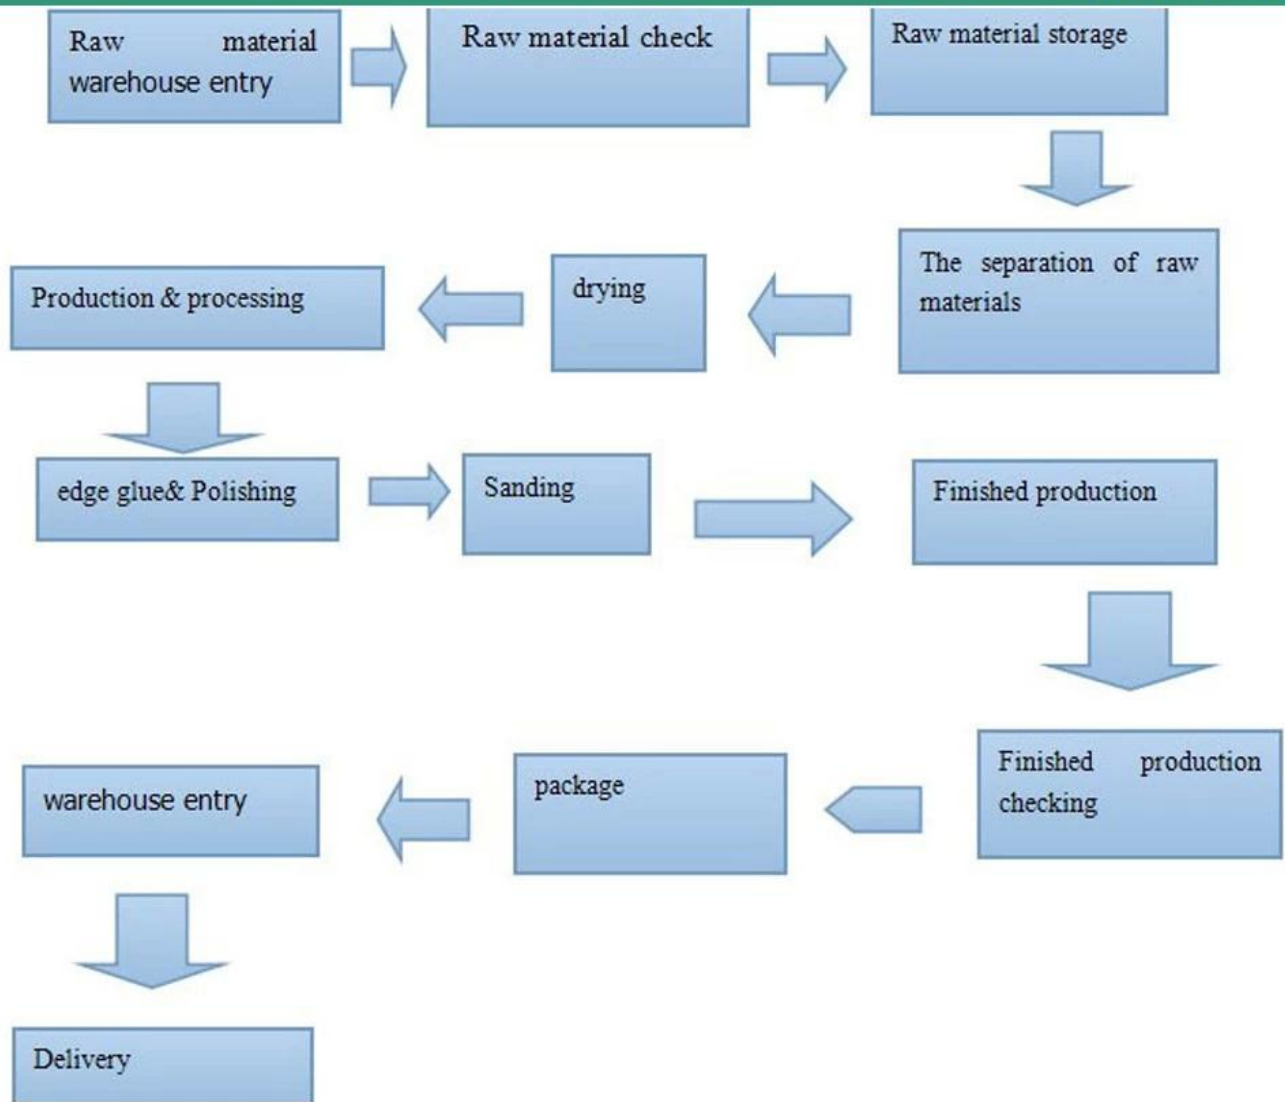 Raw material
warehouse entry
Raw material check
Raw material storage
The separation of raw
materials
drying
Production & processing
edge glue& Polishing
Sanding
Finished production
Finished production
checking
package
warehouse entry
Delivery